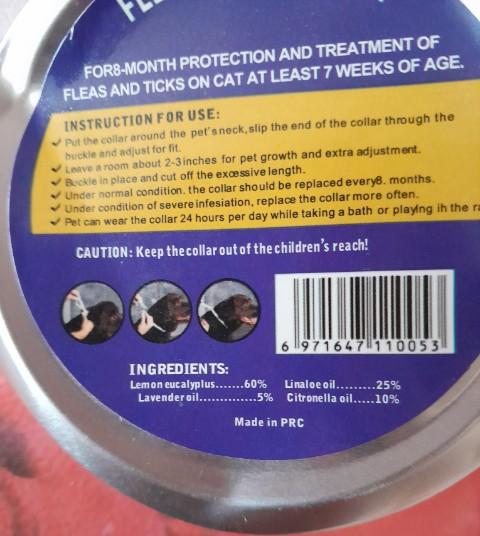 FOR8-MONTH PROTECTION AND TREATMENT OF
FLEAS AND TICKS ON CAT AT LEAST 7 WEEKS OF AGE.
INSTRUCTION FOR USE:
✓ Put the collar around the pet's neck,slip the end of the collar through the
buckle and adjust for fit.
✓ Leave a room about 2-3 inches for pet growth and extra adjustment.
✓ Buckle in place and cut off the excessive length.
✓ Under normal condition, the collar should be replaced every8. months.
✓ Under condition of severe infesiation, replace the collar more often.
✓ Pet can wear the collar 24 hours per day while taking a bath or playing ih the
CAUTION: Keep the collar out of the children's reach!
6 971647 110053
INGREDIENTS:
Lemon eucalyplus.......60% Linaloe oil.........25%
Lavender oil..............5% Citronella oil.....10%
Made in PRC